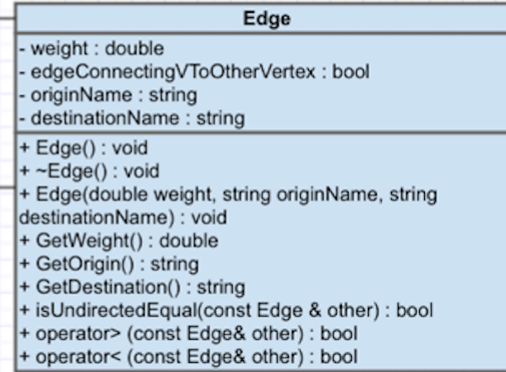 Edge
- weight : double
- edgeConnectingVToOtherVertex : bool
- originName : string
- destinationName : string
+ Edge() : void
+ ~Edge() : void
+ Edge(double weight, string originName, string
destinationName) : void
+ GetWeight() : double
+ GetOrigin() : string
+ GetDestination() : string
+ isUndirectedEqual(const Edge & other) : bool
+ operator> (const Edge& other) : bool
+ operator< (const Edge& other) : bool